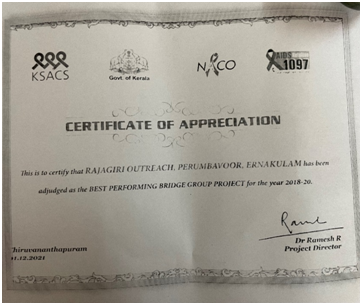 KSACS
Govt. of Kerala
NACO
AIDS
1097
CERTIFICATE OF APPRECIATION
This is to certify that RAJAGIRI OUTREACH, PERUMBAVOOR, ERNAKULAM has been
adjudged as the BEST PERFORMING BRIDGE GROUP PROJECT for the year 2018-20.
Dr Ramesh R
Project Director
Thiruvananthapuram
01.12.2021